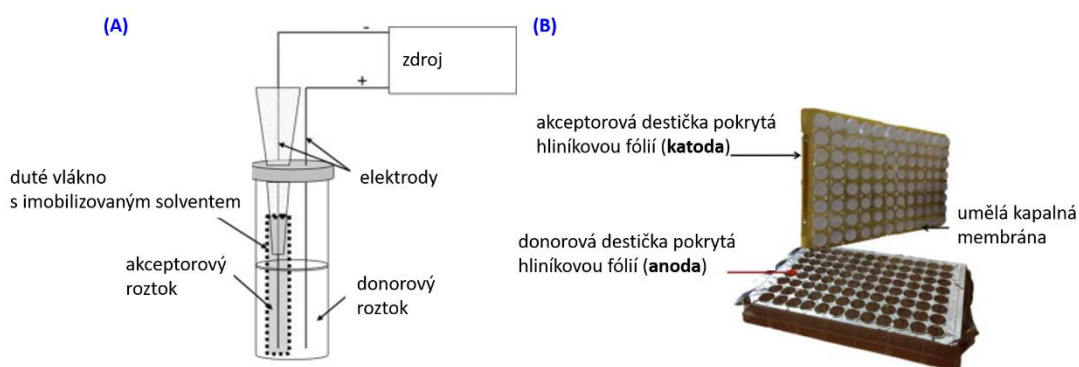 (A)
-
zdroj
+
elektrody
duté vlákno
s imobilizovaným solventem
akceptorový
roztok
donorový
roztok
(B)
akceptorová destička pokrytá
hliníkovou fólií (katoda)
umělá kapalná
membrána
donorová destička pokrytá
hliníkovou fólií (anoda)